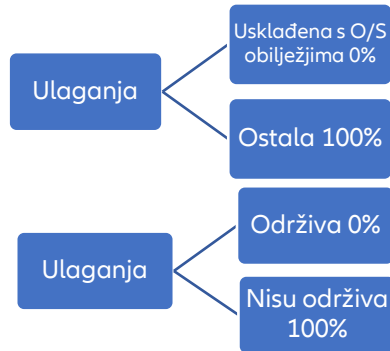 Ulaganja
Usklađena s O/S
obilježjima 0%
Ostala 100%
Ulaganja
Održiva 0%
Nisu održiva
100%